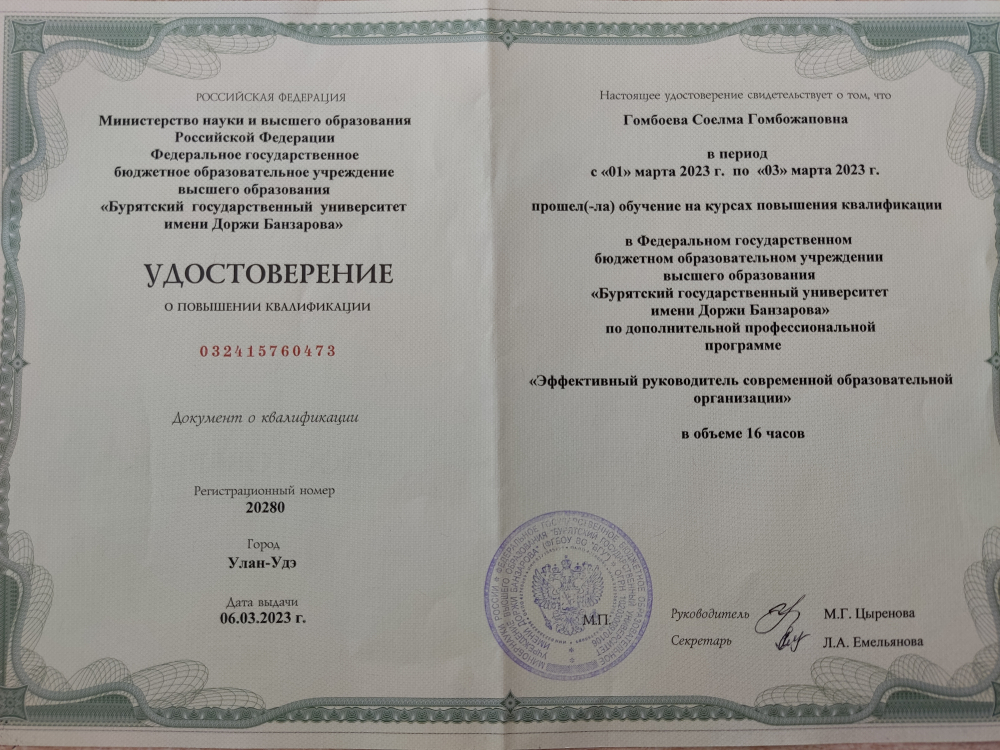 РОССИЙСКАЯ ФЕДЕРАЦИЯ
Министерство науки и высшего образования
Российской Федерации
Федеральное государственное
бюджетное образовательное учреждение
высшего образования
«Бурятский государственный университет
имени Доржи Банзарова»
УДОСТОВЕРЕНИЕ
О ПОВЫШЕНИИ КВАЛИФИКАЦИИ
032415760473
Документ о квалификации
Регистрационный номер
20280
Город
Улан-Удэ
Дата выдачи
06.03.2023 г.
Настоящее удостоверение свидетельствует о том, что
Гомбоева Соелма Гомбожаповна
в период
с «01» марта 2023 г. по «03» марта 2023 г.
прошел(-ла) обучение на курсах повышения квалификации
в Федеральном государственном
бюджетном образовательном учреждении
высшего образования
«Бурятский государственный университет
имени Доржи Банзарова»
по дополнительной профессиональной
программе
«Эффективный руководитель современной образовательной
организации»
в объеме 16 часов
М.П.
Руководитель М.Г. Цыренова
Секретарь Л.А. Емельянова